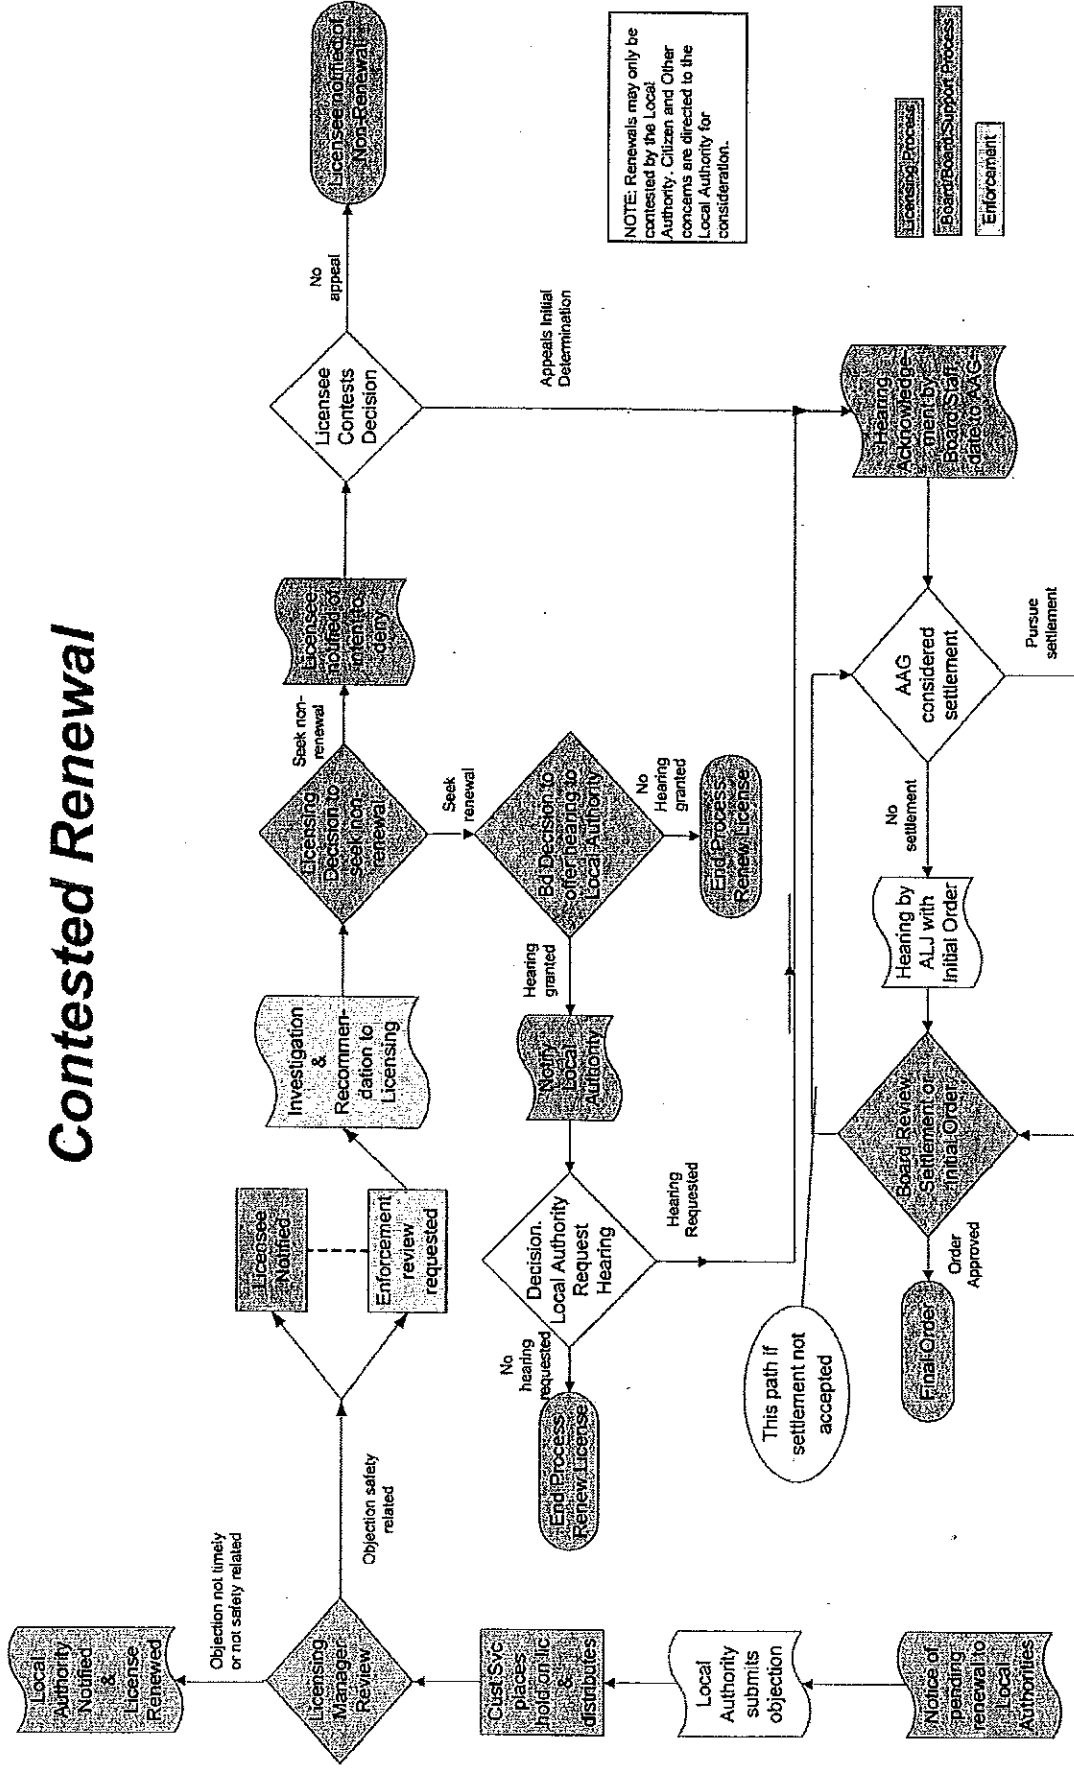 Contested Renewal
Local
Authority
Notified
&
License
Renewed
Objection not timely
or not safety related
Licensing
Manager
Review
Objection safety
related
Cust Svc
places
hold on lic
&
distributes
Local
Authority
submits
objection
Notice of
pending
renewal to
Local
Authorities
Licensee
Notified
Enforcement
review
requested
Investigation
&
Recommen-
dation to
Licensing
Licensing
Decision to
seek non-
renewal
Seek non-
renewal
Seek
renewal
Licensee
notified of
intent to
deny
Licensee
Contests
Decision
No
appeal
Licensee notified of
Non-Renewal
Appeals Initial
Determination
Bd Decision to
offer hearing to
Local Authority
No
Hearing
granted
End Process
Renew License
Hearing
granted
Notify
Local
Authority
Decision.
Local Authority
Request
Hearing
Hearing
Requested
No
hearing
requested
End Process
Renew License
NOTE: Renewals may only be
contested by the Local
Authority. Citizen and Other
concerns are directed to the
Local Authority for
consideration.
This path if
settlement not
accepted
Hearing
Acknowledge-
ment by
Board Staff
date to AAG
AAG
considered
settlement
Pursue
settlement
No
settlement
Hearing by
ALJ with
Initial Order
Board Review
Settlement or
Initial Order
Order
Approved
Final Order
Licensing Process
Board/Board Support Process
Enforcement